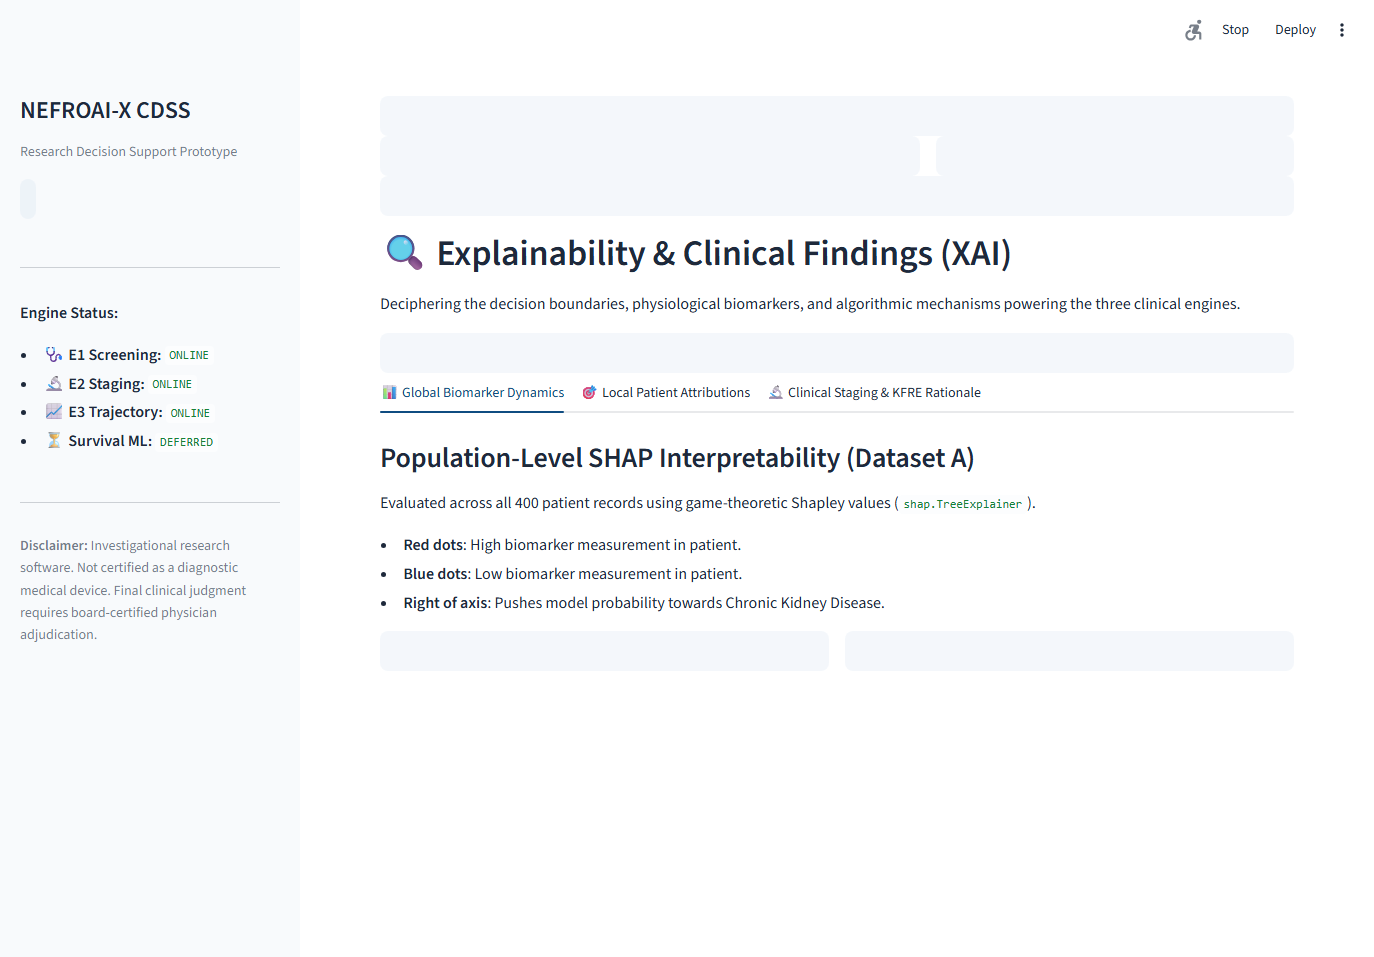 Stop
Deploy
NEFROAI-X CDSS
Research Decision Support Prototype
Engine Status:
E1 Screening: ONLINE
E2 Staging: ONLINE
E3 Trajectory: ONLINE
Survival ML: DEFERRED
Disclaimer: Investigational research
software. Not certified as a diagnostic
medical device. Final clinical judgment
requires board-certified physician
adjudication.
Explainability & Clinical Findings (XAI)
Deciphering the decision boundaries, physiological biomarkers, and algorithmic mechanisms powering the three clinical engines.
Global Biomarker Dynamics
Local Patient Attributions
Clinical Staging & KFRE Rationale
Population-Level SHAP Interpretability (Dataset A)
Evaluated across all 400 patient records using game-theoretic Shapley values ( shap.TreeExplainer ).
Red dots: High biomarker measurement in patient.
Blue dots: Low biomarker measurement in patient.
Right of axis: Pushes model probability towards Chronic Kidney Disease.